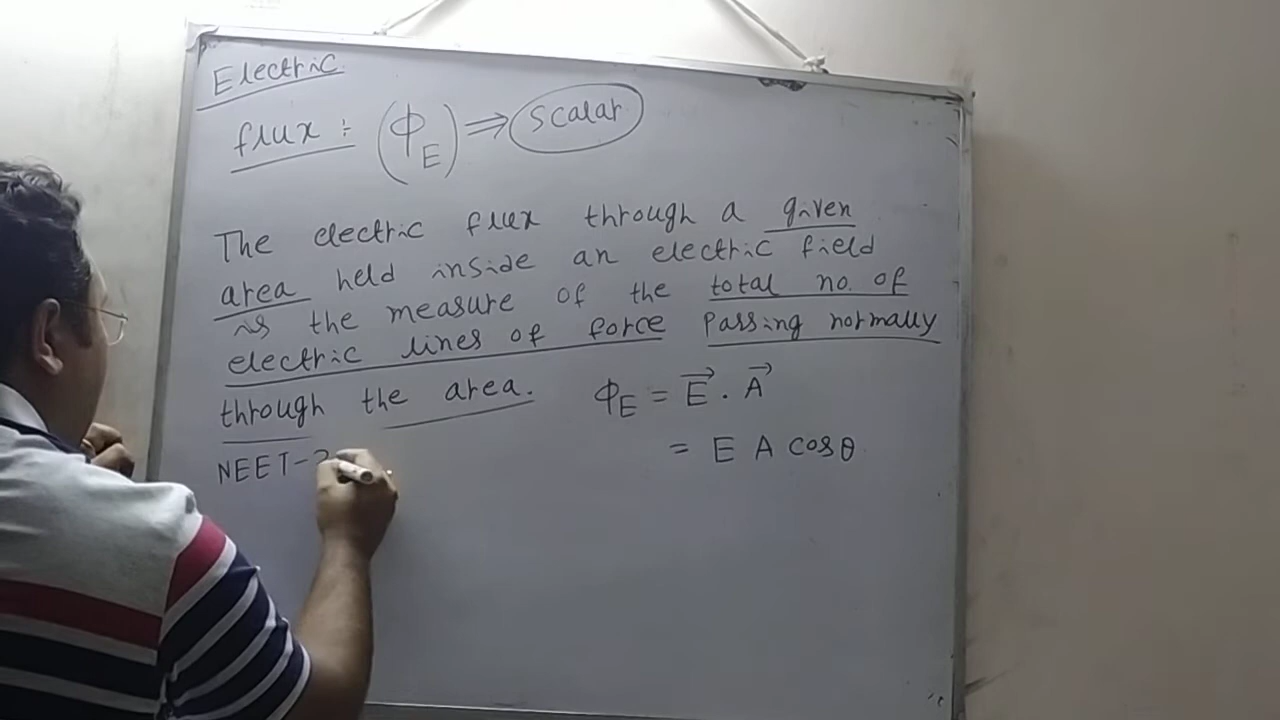 Electric
flux :- (ΦE) ⇒ Scalar
The electric flux through a given
area held inside an electric field
is the measure of the total no. of
electric lines of force Passing normally
through the area. ΦE = E⃗ . A⃗
= E A cosθ
NEET-2